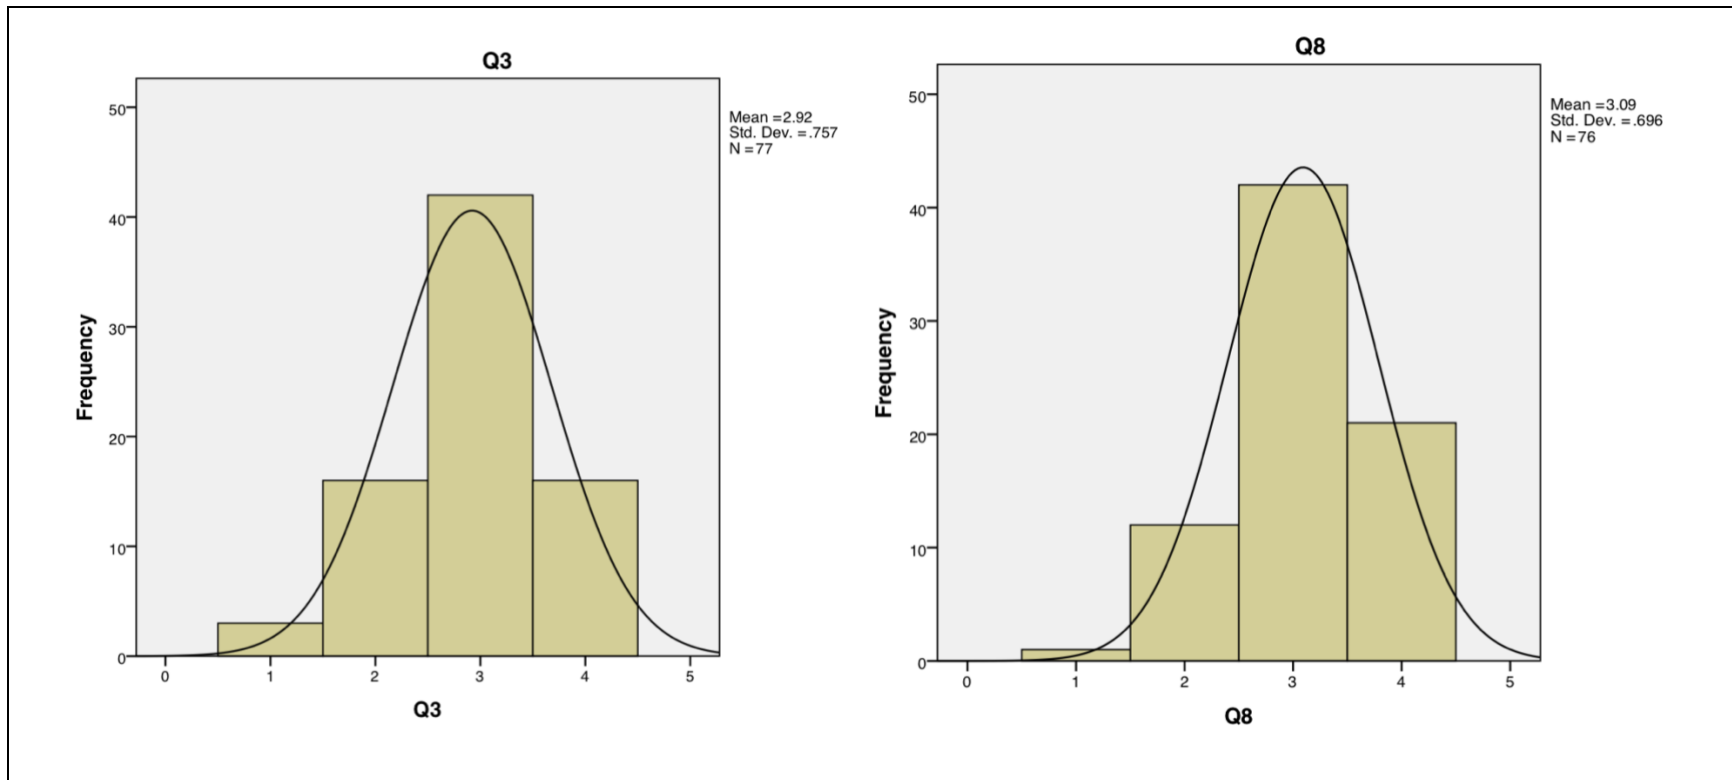 Q3
Mean =2.92
Std. Dev. =.757
N =77
50
40
30
20
10
0
Frequency
0 1 2 3 4 5
Q3
Q8
Mean =3.09
Std. Dev. =.696
N =76
50
40
30
20
10
0
Frequency
0 1 2 3 4 5
Q8